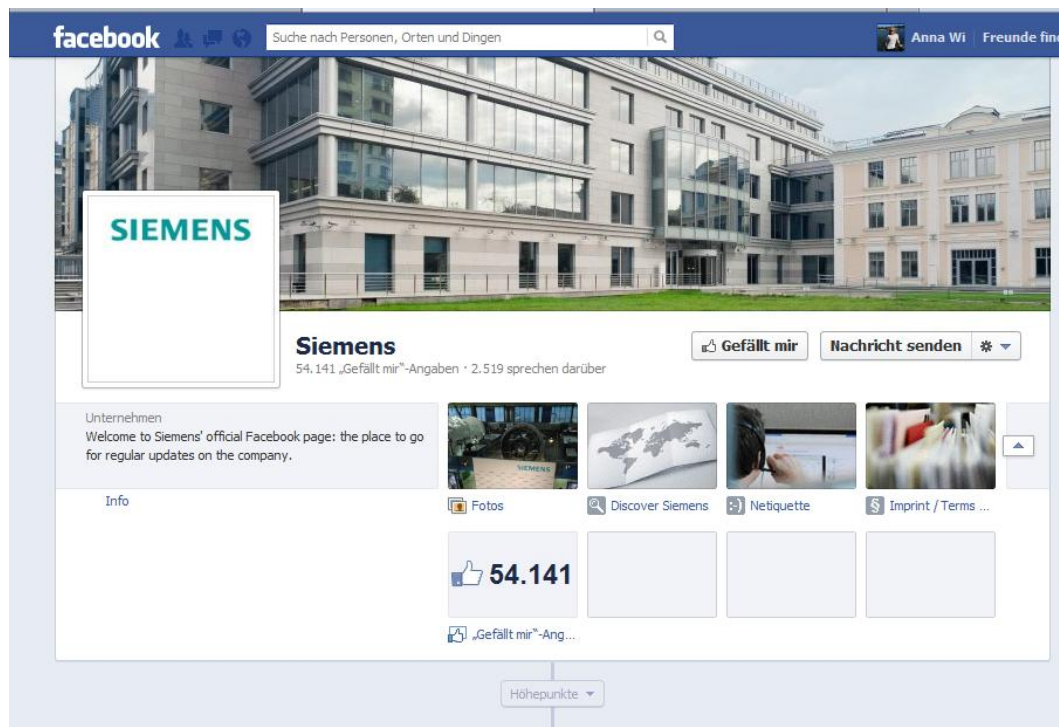 facebook
Suche nach Personen, Orten und Dingen
Anna Wi
Freunde fin
SIEMENS
Siemens
54.141 „Gefällt mir“-Angaben · 2.519 sprechen darüber
Gefällt mir
Nachricht senden
Unternehmen
Welcome to Siemens' official Facebook page: the place to go
for regular updates on the company.
Info
SIEMENS
Fotos
Discover Siemens
:-) Netiquette
§ Imprint / Terms ...
54.141
„Gefällt mir“-Ang...
Höhepunkte